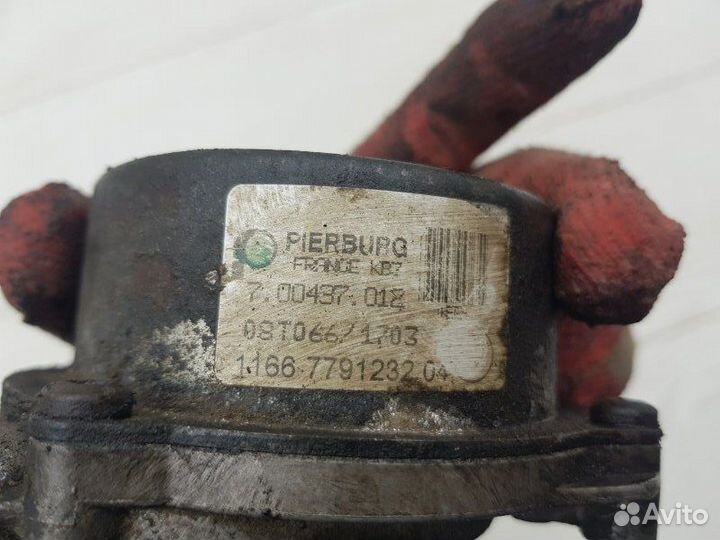 PIERBURG
FRANCE KB7
7.00437.01
08T066/1703
1166 7791232 04
Avito